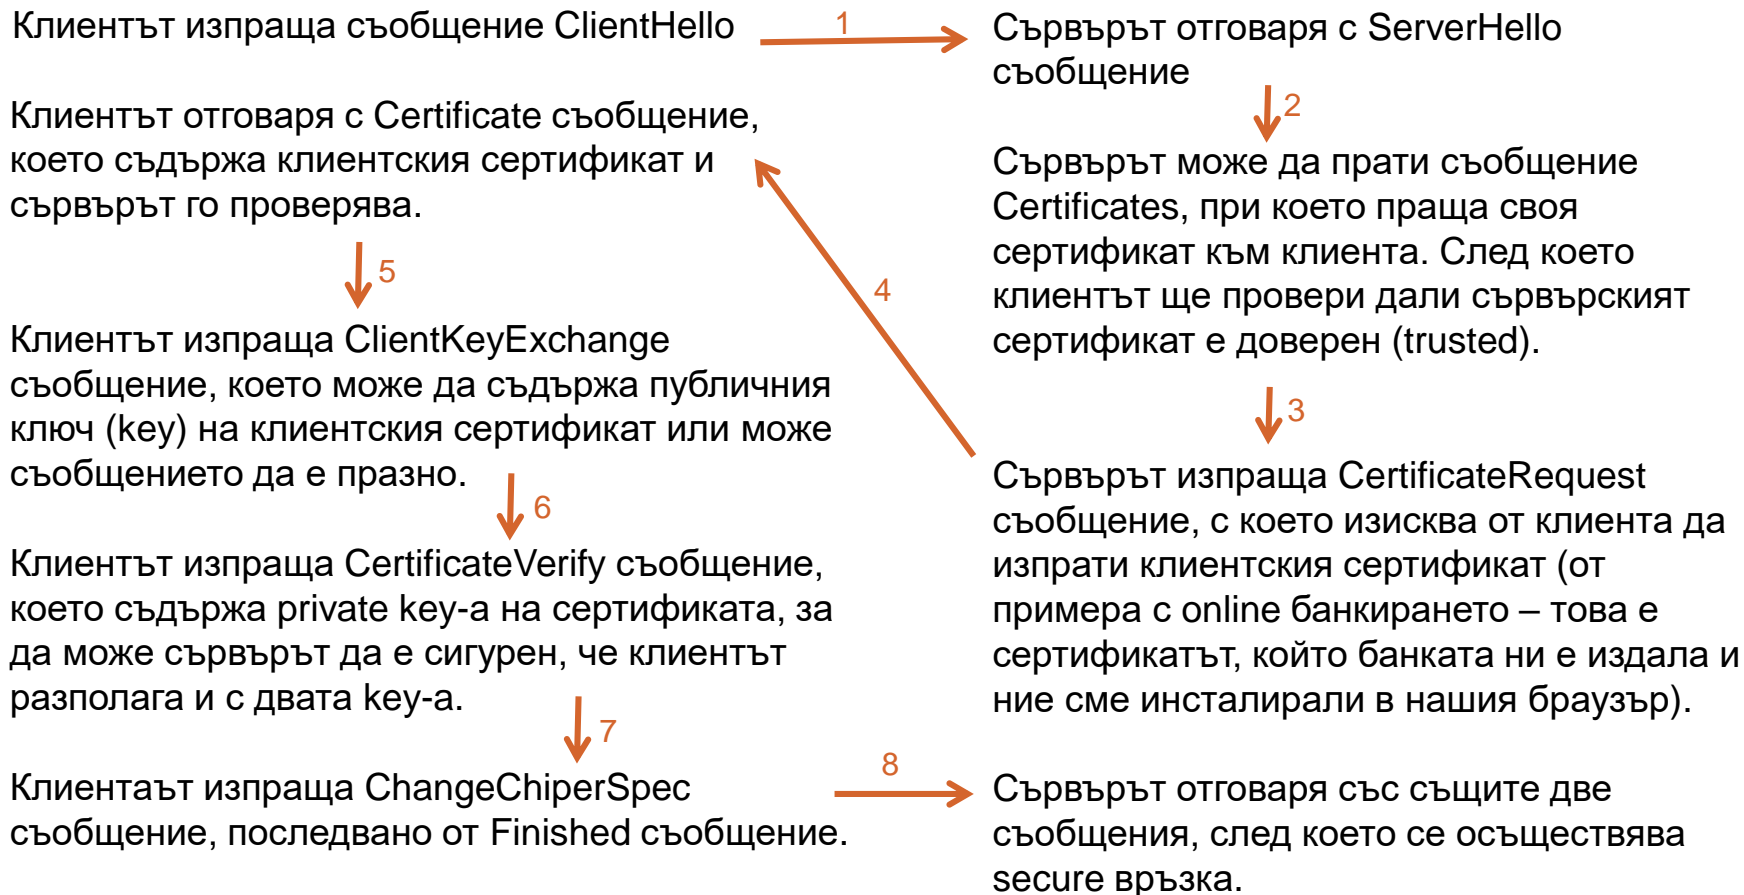 Клиентът изпраща съобщение ClientHello
1
Сървърът отговаря с ServerHello
съобщение
2
Сървърът може да прати съобщение
Certificates, при което праща своя
сертификат към клиента. След което
клиентът ще провери дали сървърският
сертификат е доверен (trusted).
3
Сървърът изпраща CertificateRequest
съобщение, с което изисква от клиента да
изпрати клиентския сертификат (от
примера с online банкирането – това е
сертификатът, който банката ни е издала и
ние сме инсталирали в нашия браузър).
4
Клиентът отговаря с Certificate съобщение,
което съдържа клиентския сертификат и
сървърът го проверява.
5
Клиентът изпраща ClientKeyExchange
съобщение, което може да съдържа публичния
ключ (key) на клиентския сертификат или може
съобщението да е празно.
6
Клиентът изпраща CertificateVerify съобщение,
което съдържа private key-а на сертификата, за
да може сървърът да е сигурен, че клиентът
разполага и с двата key-а.
7
Клиентаът изпраща ChangeChiperSpec
съобщение, последвано от Finished съобщение.
8
Сървърът отговаря със същите две
съобщения, след което се осъществява
secure връзка.